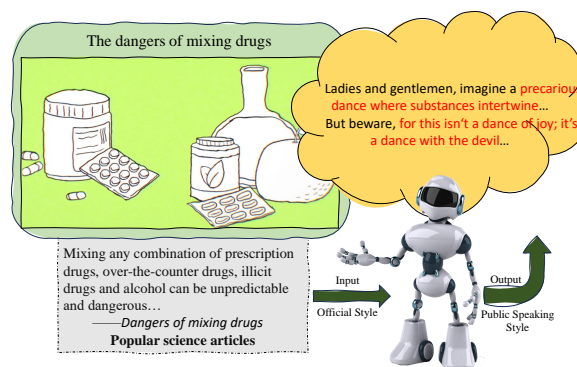 The dangers of mixing drugs
Ladies and gentlemen, imagine a precarious
dance where substances intertwine…
But beware, for this isn't a dance of joy; it's
a dance with the devil…
Mixing any combination of prescription
drugs, over-the-counter drugs, illicit
drugs and alcohol can be unpredictable
and dangerous…
——Dangers of mixing drugs
Popular science articles
Input
Official Style
Output
Public Speaking
Style